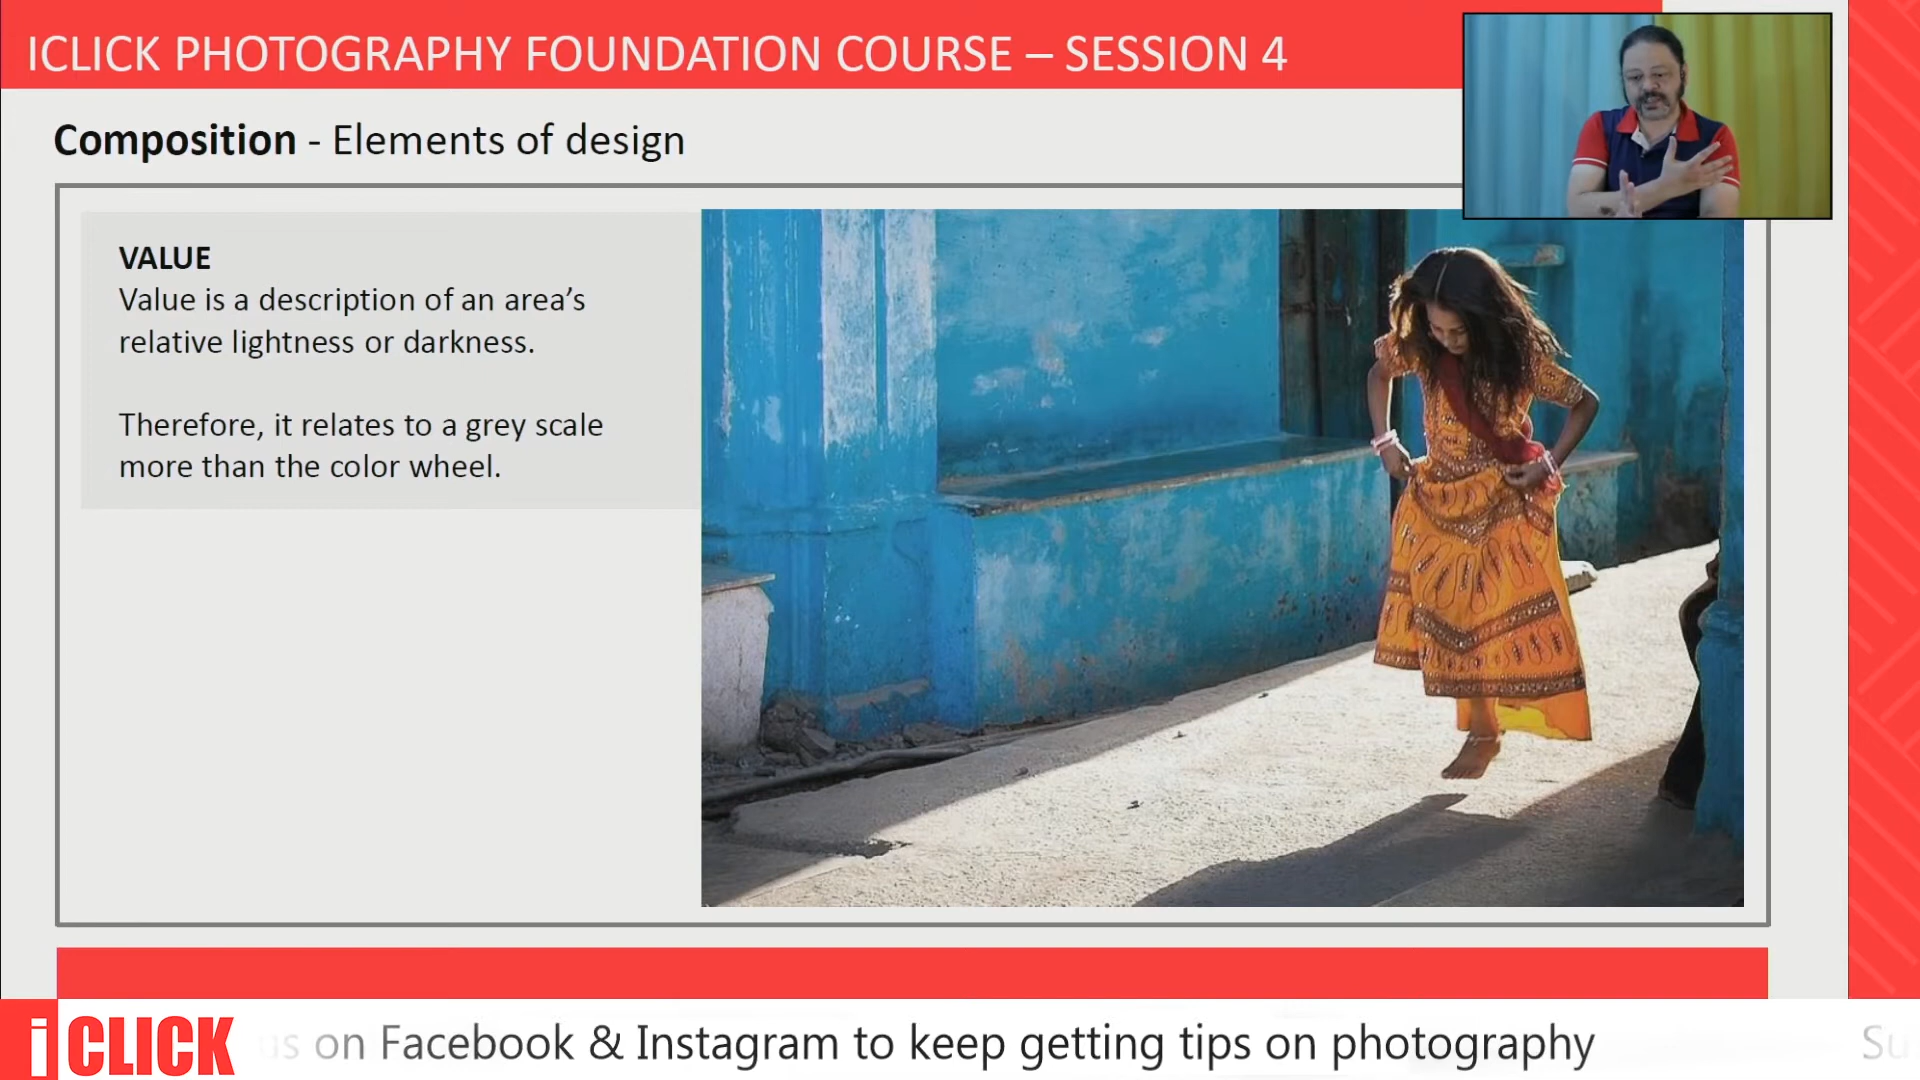 ICLICK PHOTOGRAPHY FOUNDATION COURSE – SESSION 4
Composition - Elements of design
VALUE
Value is a description of an area’s
relative lightness or darkness.
Therefore, it relates to a grey scale
more than the color wheel.
iCLICK
us on Facebook & Instagram to keep getting tips on photography
Su